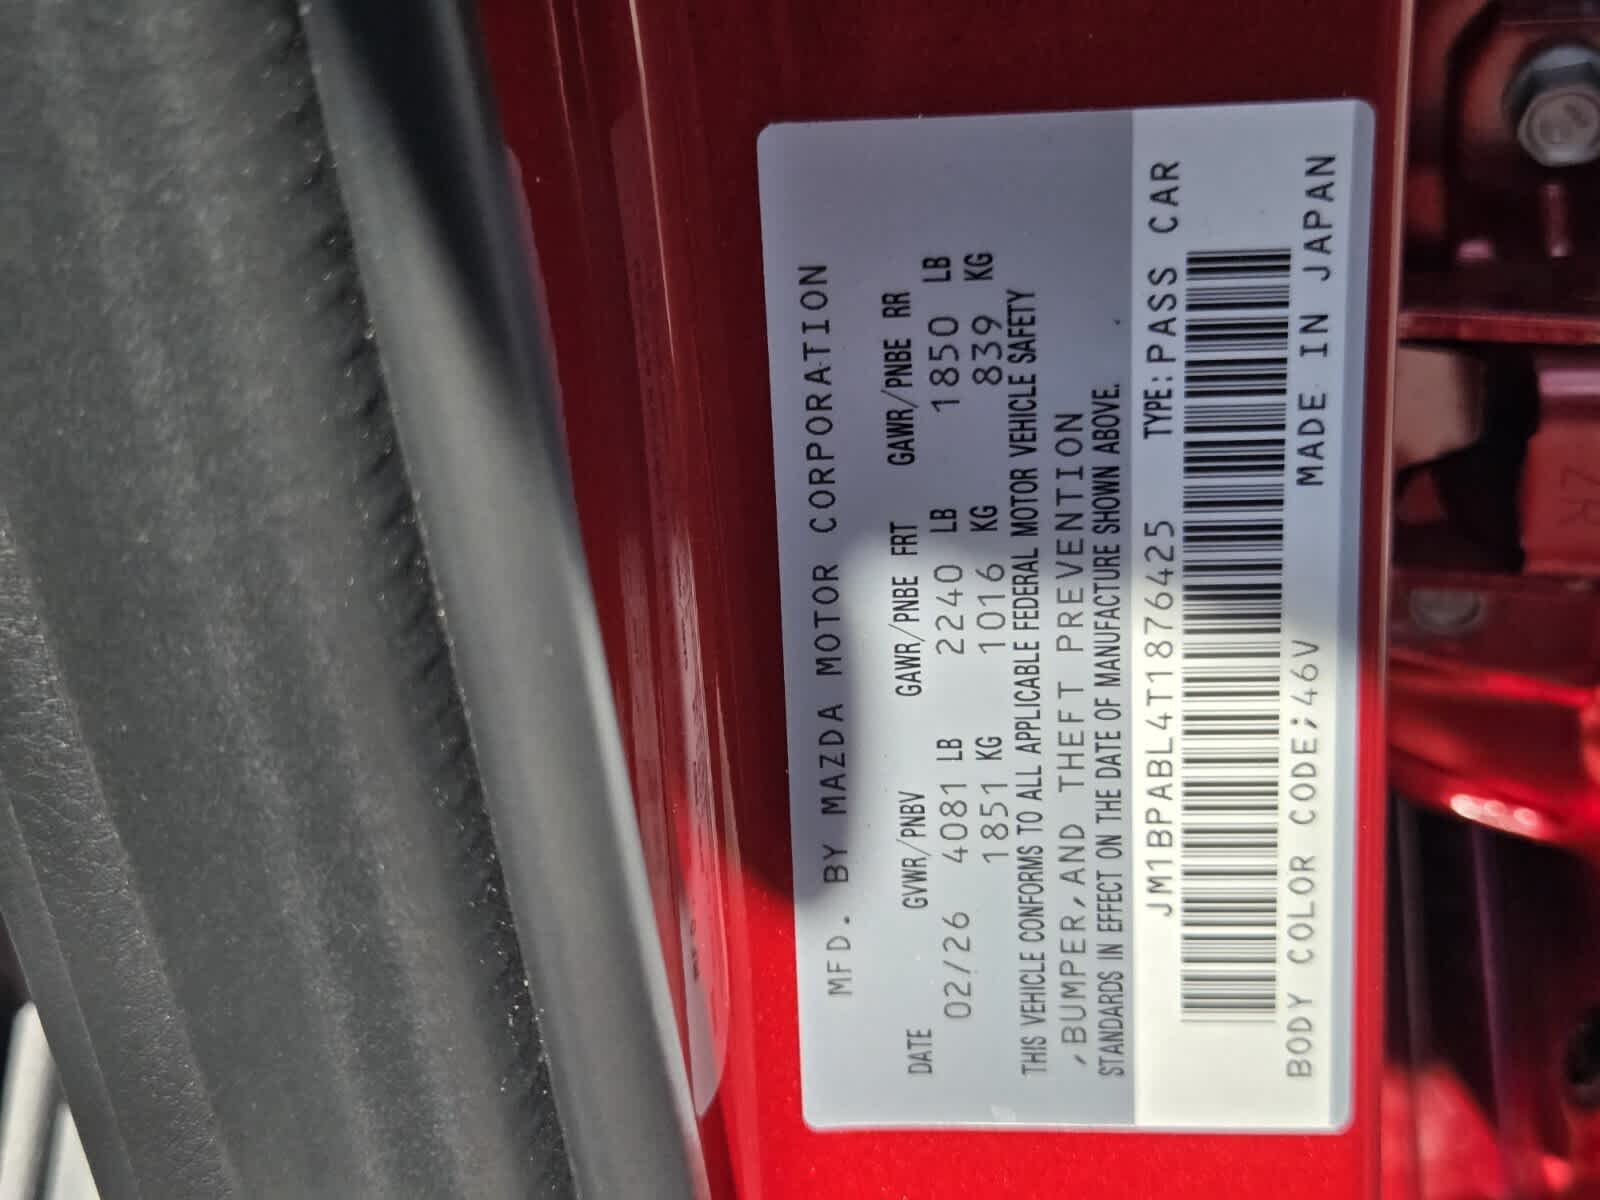 MFD. BY MAZDA MOTOR CORPORATION
DATE GVWR/PNBV GAWR/PNBE FRT GAWR/PNBE RR
02/26 4081 LB 2240 LB 1850 LB
1851 KG 1016 KG 839 KG
THIS VEHICLE CONFORMS TO ALL APPLICABLE FEDERAL MOTOR VEHICLE SAFETY
,BUMPER,AND THEFT PREVENTION
STANDARDS IN EFFECT ON THE DATE OF MANUFACTURE SHOWN ABOVE.
JM1BPABL4T1876425 TYPE:PASS CAR
BODY COLOR CODE;46V MADE IN JAPAN